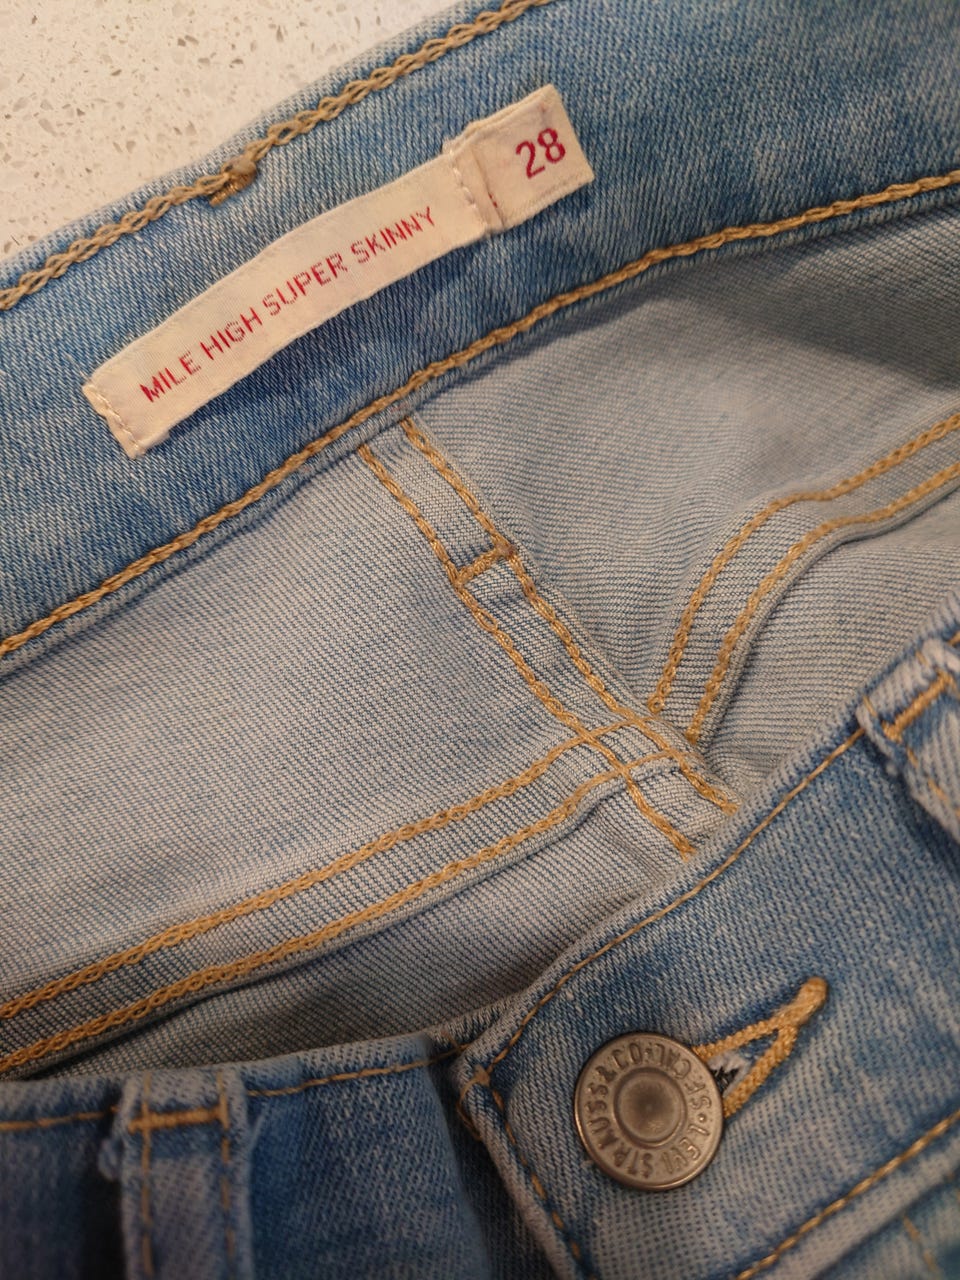 28
MILE HIGH SUPER SKINNY
LEVI STRAUSS & CO. S.F. CAL.